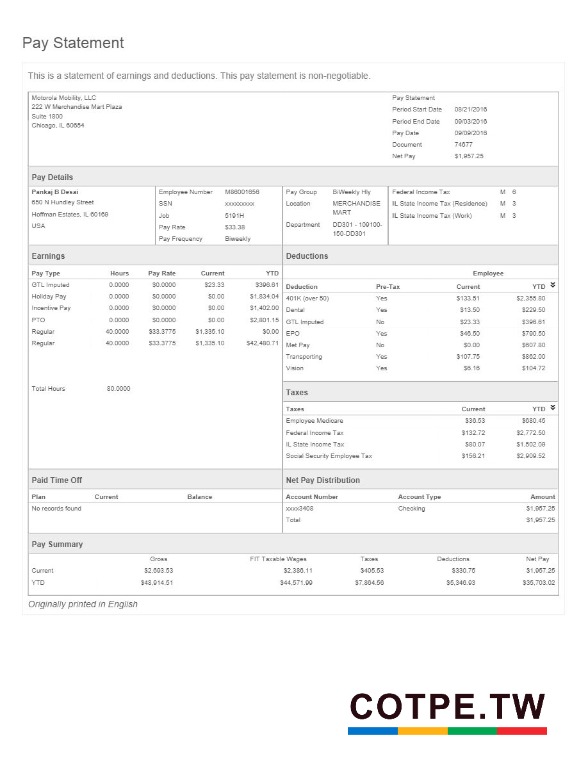 Pay Statement
This is a statement of earnings and deductions. This pay statement is non-negotiable.
Motorola Mobility, LLC
222 W Merchandise Mart Plaza
Suite 1800
Chicago, IL 60654
Pay Statement
Period Start Date 08/21/2016
Period End Date 09/03/2016
Pay Date 09/09/2016
Document 74677
Net Pay $1,957.25
Pay Details
Pankaj B Desai
650 N Hundley Street
Hoffman Estates, IL 60169
USA
Employee Number M86001656
SSN xxxxxxxxx
Job 5191H
Pay Rate $33.38
Pay Frequency Biweekly
Pay Group BiWeekly Hly
Location MERCHANDISE
MART
Department DD301 - 109100-
150-DD301
Federal Income Tax M 6
IL State Income Tax (Residence) M 3
IL State Income Tax (Work) M 3
Earnings
Pay Type Hours Pay Rate Current YTD
GTL Imputed 0.0000 $0.0000 $23.33 $396.61
Holiday Pay 0.0000 $0.0000 $0.00 $1,834.04
Incentive Pay 0.0000 $0.0000 $0.00 $1,402.00
PTO 0.0000 $0.0000 $0.00 $2,801.15
Regular 40.0000 $33.3775 $1,335.10 $0.00
Regular 40.0000 $33.3775 $1,335.10 $42,480.71
Total Hours 80.0000
Deductions
Employee
Deduction Pre-Tax Current YTD
401K (over 50) Yes $133.51 $2,355.80
Dental Yes $13.50 $229.50
GTL Imputed No $23.33 $396.61
EPO Yes $46.50 $790.50
Met Pay No $0.00 $607.80
Transporting Yes $107.75 $862.00
Vision Yes $6.16 $104.72
Taxes
Taxes Current YTD
Employee Medicare $36.53 $680.45
Federal Income Tax $132.72 $2,772.50
IL State Income Tax $80.07
Social Security Employee Tax $156.21 $2,909.52
Paid Time Off
Plan Current Balance
No records found
Net Pay Distribution
Account Number Account Type Amount
xxxx3403 Checking $1,957.25
Total $1,957.25
Pay Summary
Gross FIT Taxable Wages Taxes Deductions Net Pay
Current $2,693.53 $2,386.11 $405.53 $330.75 $1,957.25
YTD $48,914.51 $44,571.99 $7,864.56 $5,346.93 $35,703.02
Originally printed in English
COTPE.TW